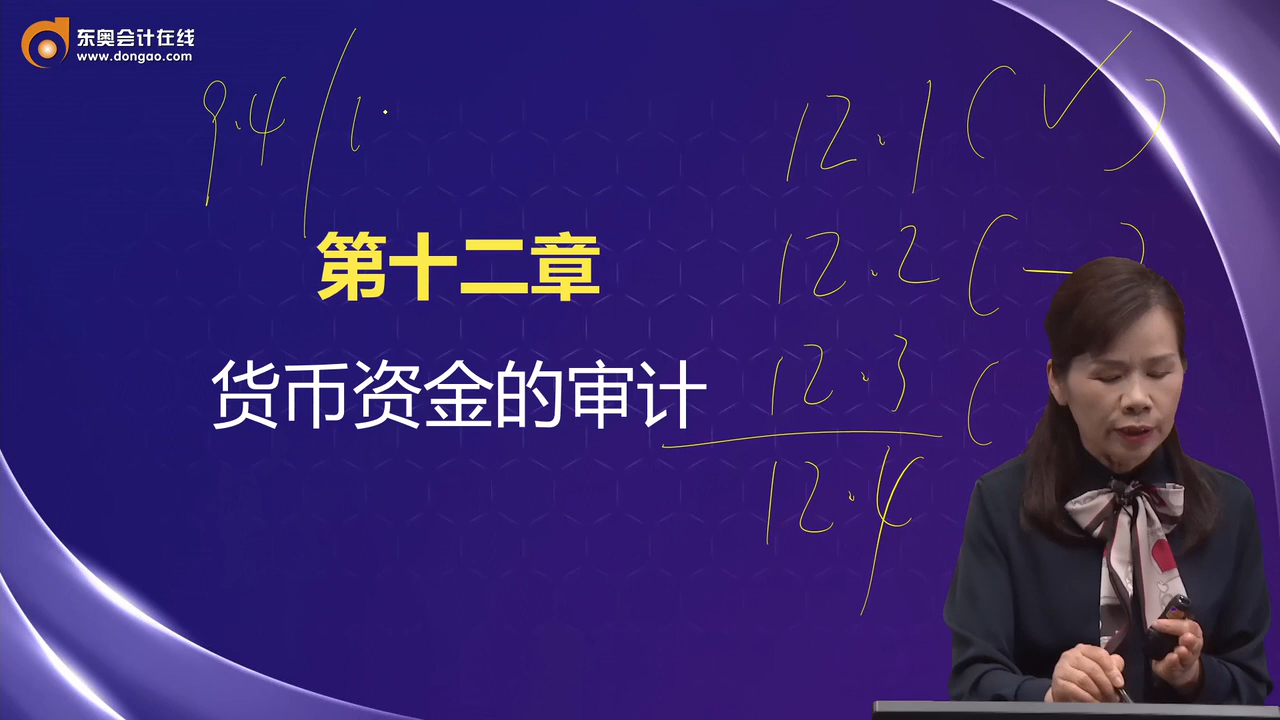 东奥会计在线
www.dongao.com
9.4 / 1.
12.1 (✓)
12.2 (—)
12.3 (
12.4
第十二章
货币资金的审计